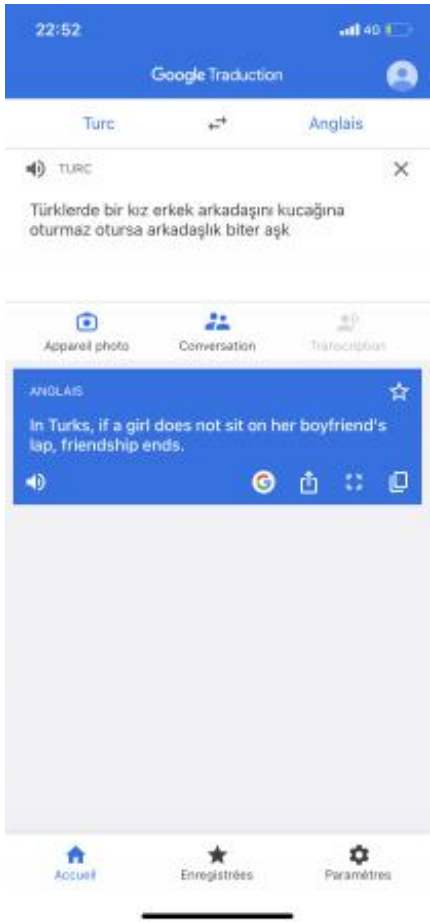 22:52
4G
Google Traduction
Turc
Anglais
TURC
Türklerde bir kız erkek arkadaşını kucağına
oturmaz otursa arkadaşlık biter aşk
Appareil photo
Conversation
Transcription
ANGLAIS
In Turks, if a girl does not sit on her boyfriend's
lap, friendship ends.
G
Accueil
Enregistrées
Paramètres